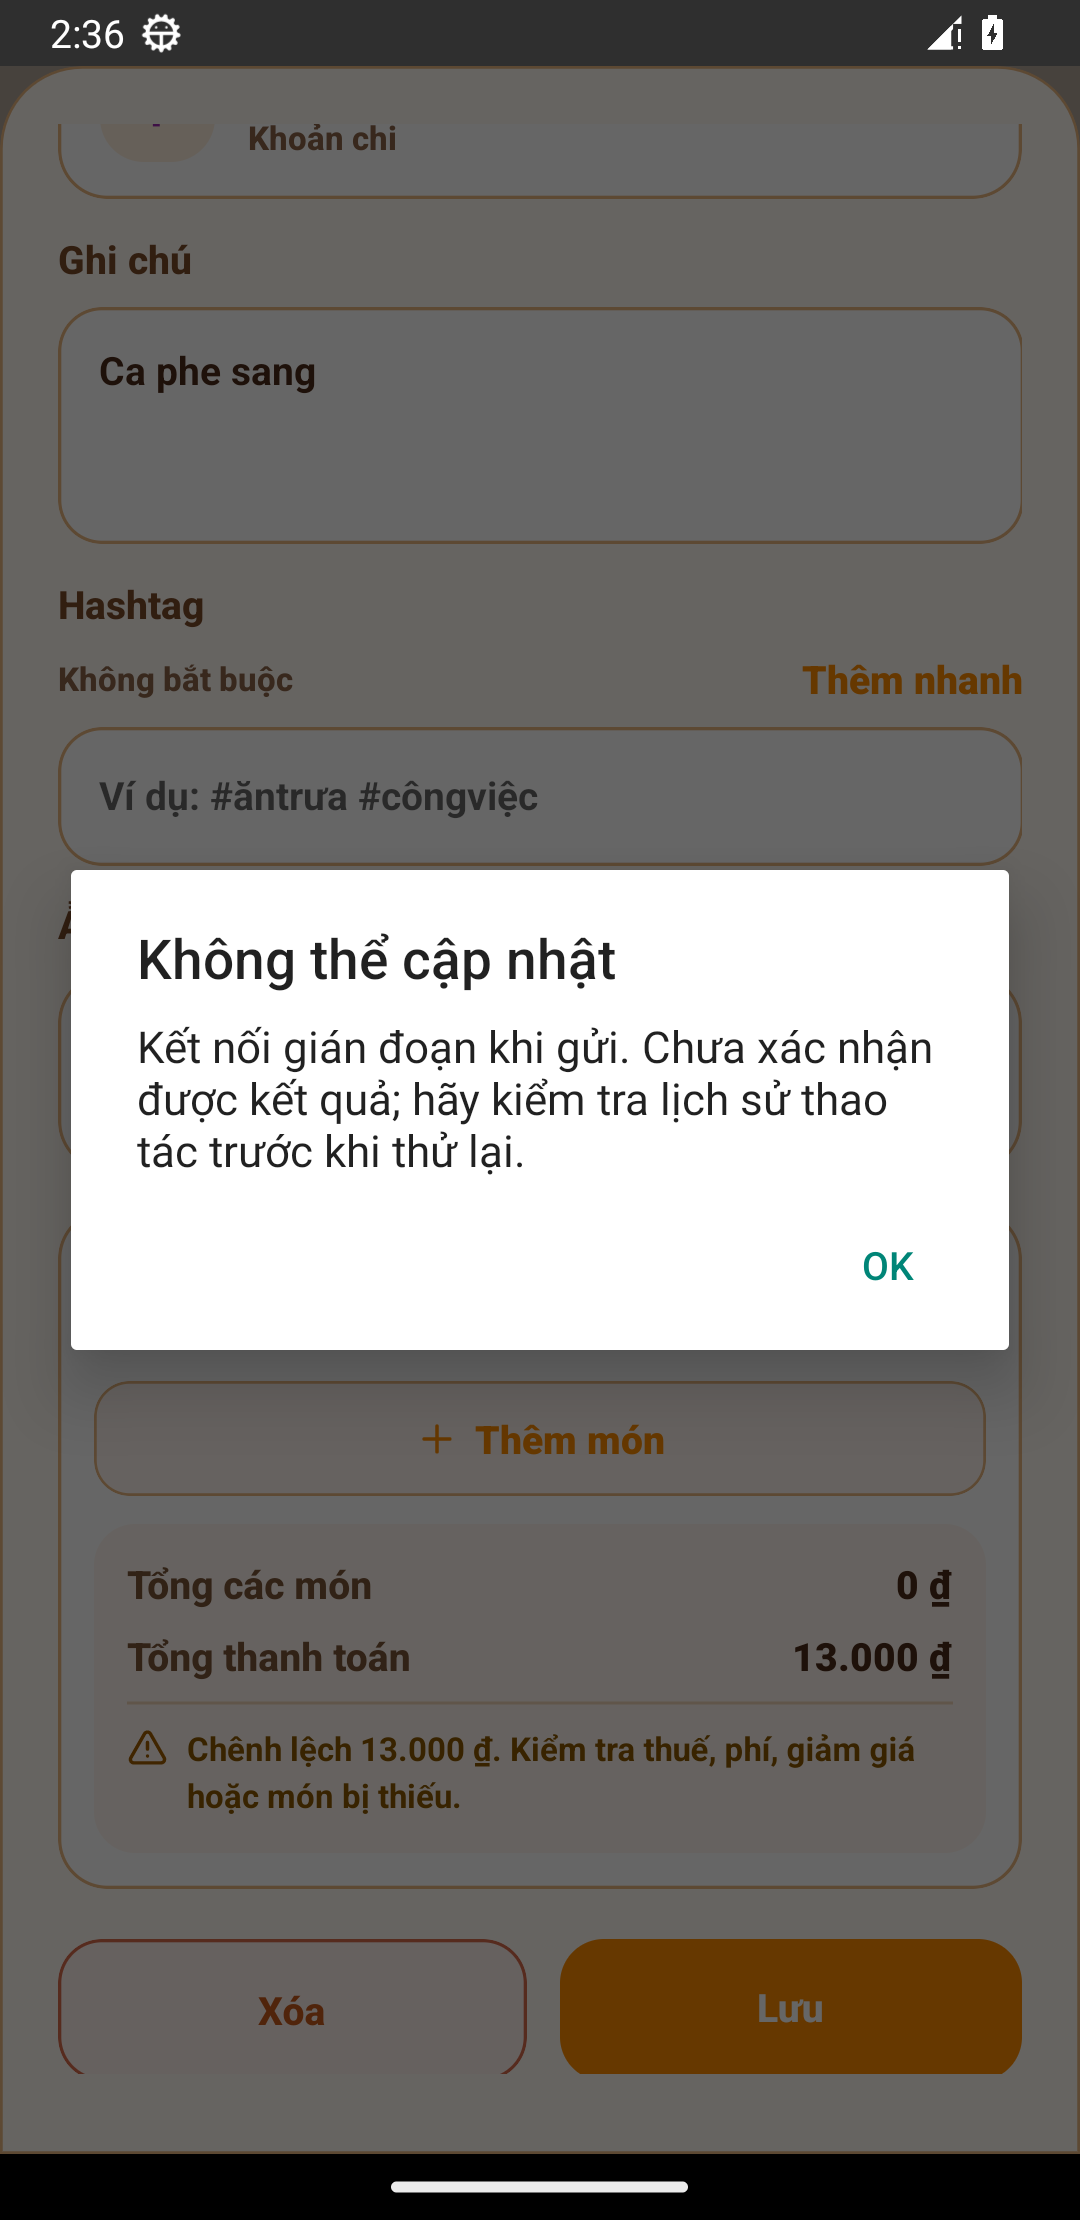 2:36
Khoản chi
Ghi chú
Ca phe sang
Hashtag
Không bắt buộc
Thêm nhanh
Ví dụ: #ăntrưa #côngviệc
Không thể cập nhật
Kết nối gián đoạn khi gửi. Chưa xác nhận
được kết quả; hãy kiểm tra lịch sử thao
tác trước khi thử lại.
OK
+ Thêm món
Tổng các món
0 ₫
Tổng thanh toán
13.000 ₫
Chênh lệch 13.000 ₫. Kiểm tra thuế, phí, giảm giá
hoặc món bị thiếu.
Xóa
Lưu